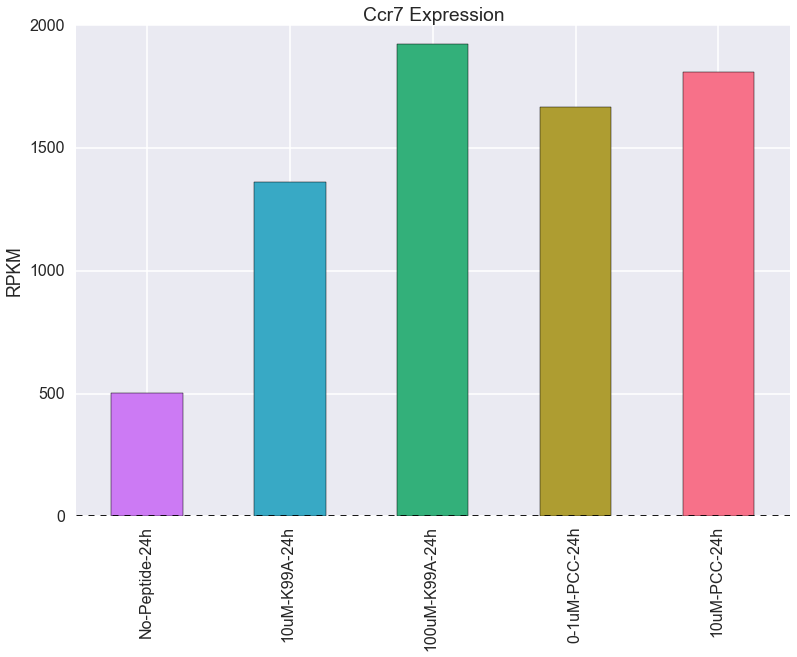 Ccr7 Expression
RPKM
2000
1500
1000
500
0
No-Peptide-24h
10uM-K99A-24h
100uM-K99A-24h
0-1uM-PCC-24h
10uM-PCC-24h